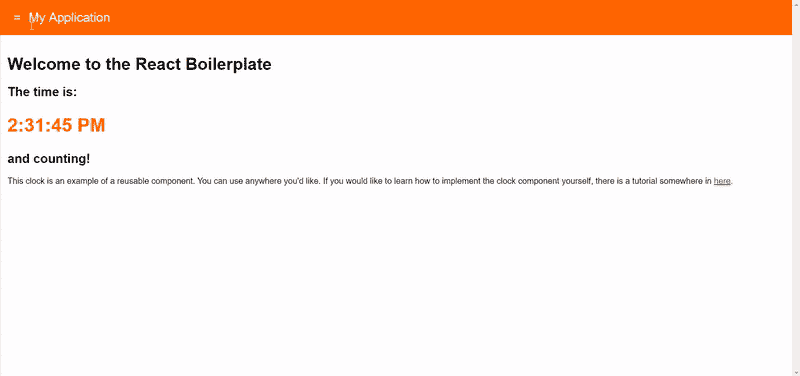 My Application
Welcome to the React Boilerplate
The time is:
2:31:45 PM
and counting!
This clock is an example of a reusable component. You can use anywhere you'd like. If you would like to learn how to implement the clock component yourself, there is a tutorial somewhere in here.